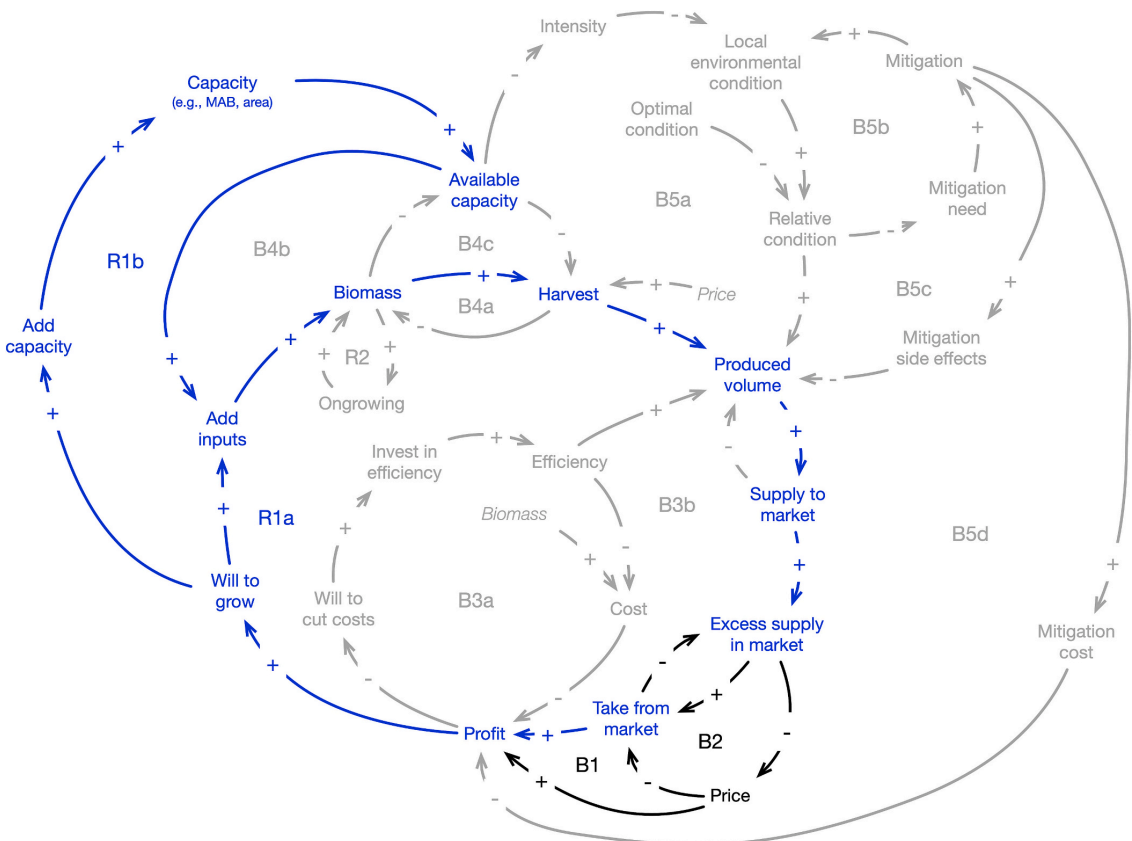 Intensity
-
-
Local
environmental
condition
+
Mitigation
Capacity
(e.g., MAB, area)
+
+
Optimal
condition
-
+
B5b
+
Available
capacity
-
Mitigation
need
B5a
-
Relative
condition
-
R1b
B4b
B4c
-
Biomass
+
Harvest
+
Price
B4a
-
B5c
+
+
Add
capacity
+
+
R2
+
+
Produced
volume
Mitigation
side effects
-
+
Ongrowing
+
+
Add
inputs
Invest in
efficiency
+
Efficiency
-
+
Supply to
market
+
R1a
Biomass
B3b
B5d
+
-
+
+
+
Will to
grow
Will to
cut costs
B3a
Cost
Excess supply
in market
Mitigation
cost
+
-
-
-
+
Take from
market
Profit
+
B2
-
B1
+
-
Price
-